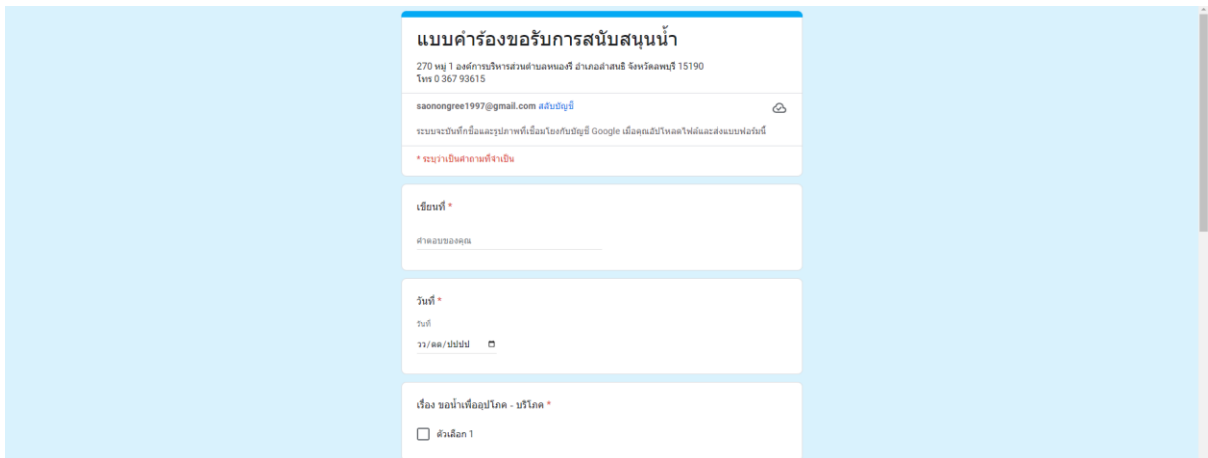 แบบคำร้องขอรับการสนับสนุนน้ำ
270 หมู่ 1 องค์การบริหารส่วนตำบลหนองรี อำเภอลำสนธิ จังหวัดลพบุรี 15190
โทร 0 367 93615
saonongree1997@gmail.com สลับบัญชี
ระบบจะบันทึกชื่อและรูปภาพที่เชื่อมโยงกับบัญชี Google เมื่อคุณอัปโหลดไฟล์และส่งแบบฟอร์มนี้
* ระบุว่าเป็นคำถามที่จำเป็น
เขียนที่ *
คำตอบของคุณ
วันที่ *
วันที่
วว/ดด/ปปปป
เรื่อง ขอน้ำเพื่ออุปโภค - บริโภค *
ตัวเลือก 1